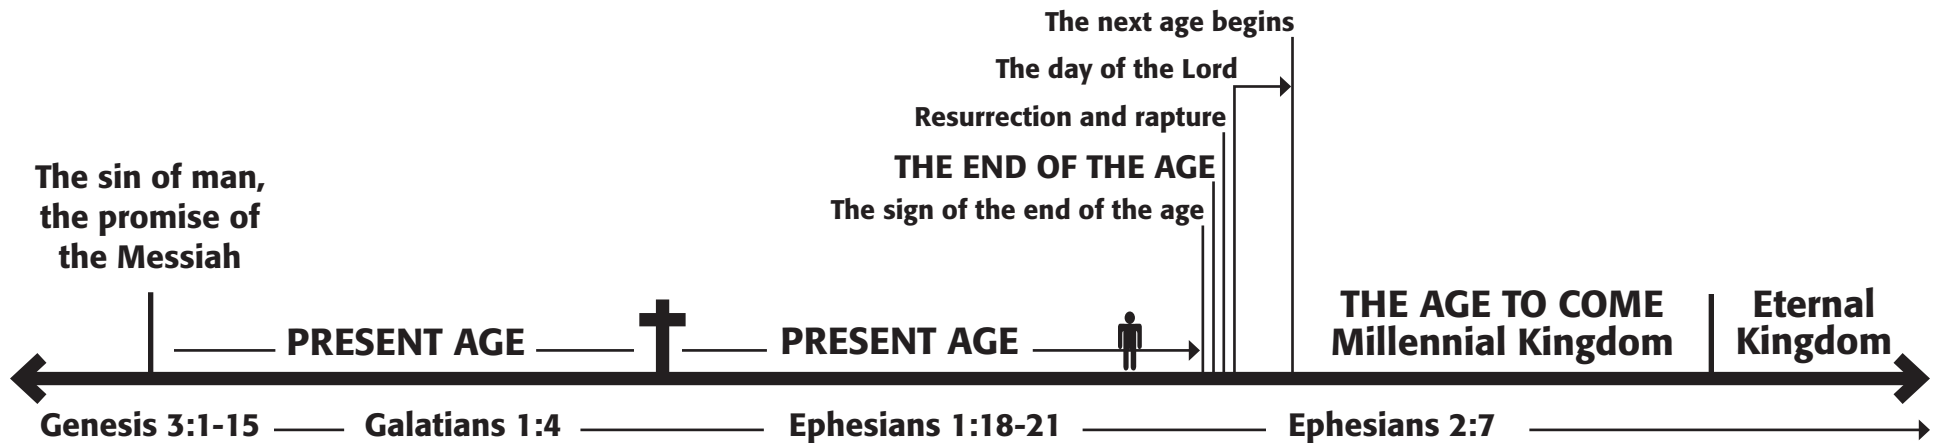 The next age begins
The day of the Lord
Resurrection and rapture
THE END OF THE AGE
The sign of the end of the age
The sin of man,
the promise of
the Messiah
PRESENT AGE
PRESENT AGE
THE AGE TO COME
Millennial Kingdom
Eternal
Kingdom
Genesis 3:1-15
Galatians 1:4
Ephesians 1:18-21
Ephesians 2:7